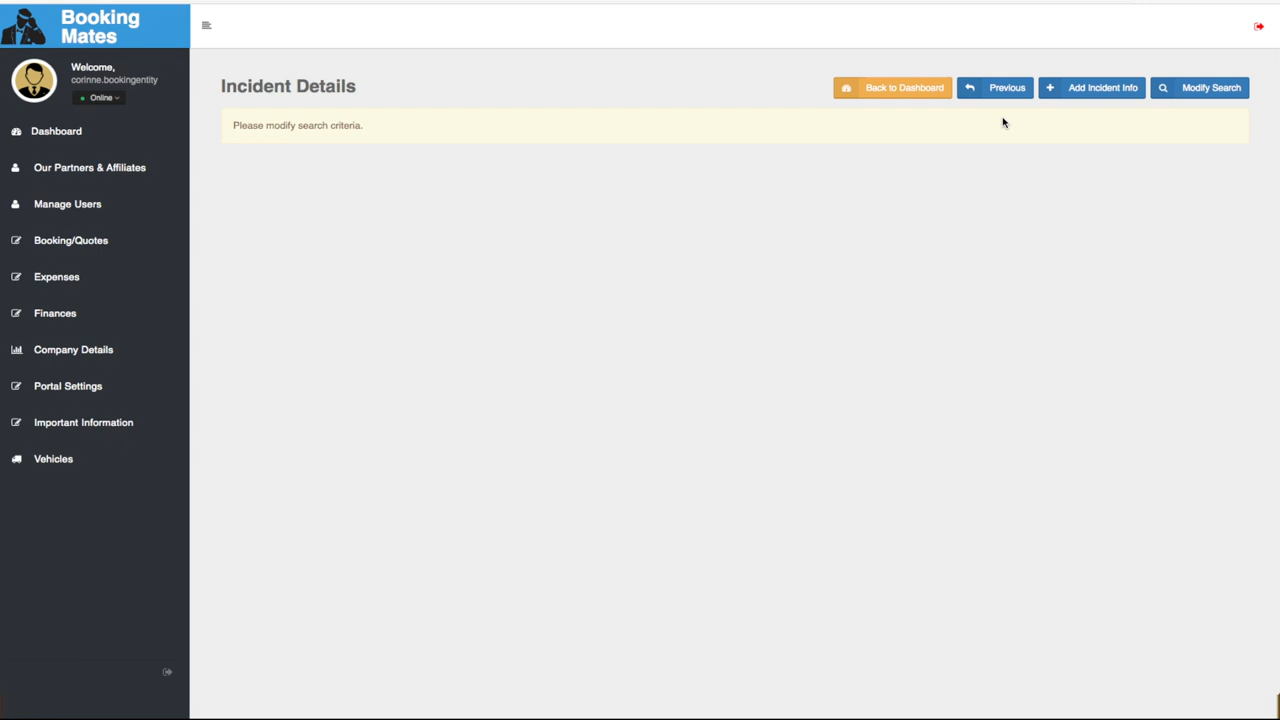 Booking
Mates
Welcome,
corinne.bookingentity
Online
Dashboard
Our Partners & Affiliates
Manage Users
Booking/Quotes
Expenses
Finances
Company Details
Portal Settings
Important Information
Vehicles
Incident Details
Back to Dashboard
Previous
Add Incident Info
Modify Search
Please modify search criteria.